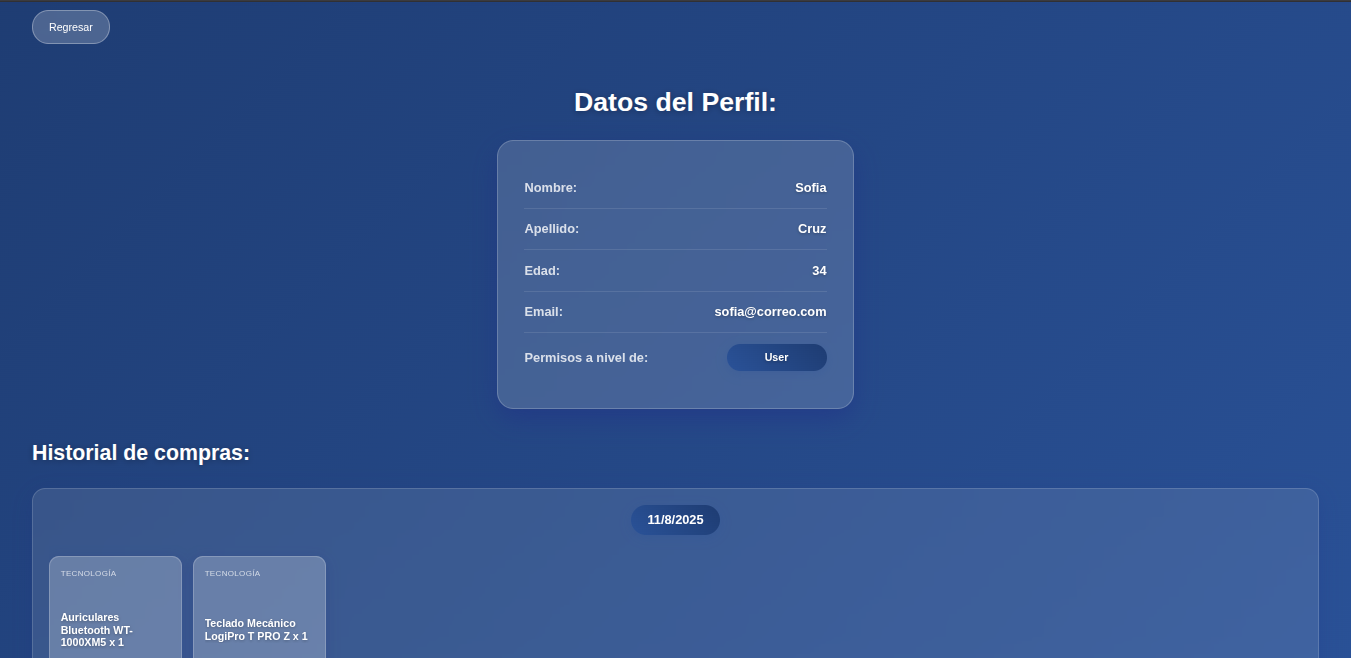 Regresar
Datos del Perfil:
Nombre: Sofia
Apellido: Cruz
Edad: 34
Email: sofia@correo.com
Permisos a nivel de: User
Historial de compras:
11/8/2025
TECNOLOGÍA
Auriculares
Bluetooth WT-
1000XM5 x 1
TECNOLOGÍA
Teclado Mecánico
LogiPro T PRO Z x 1